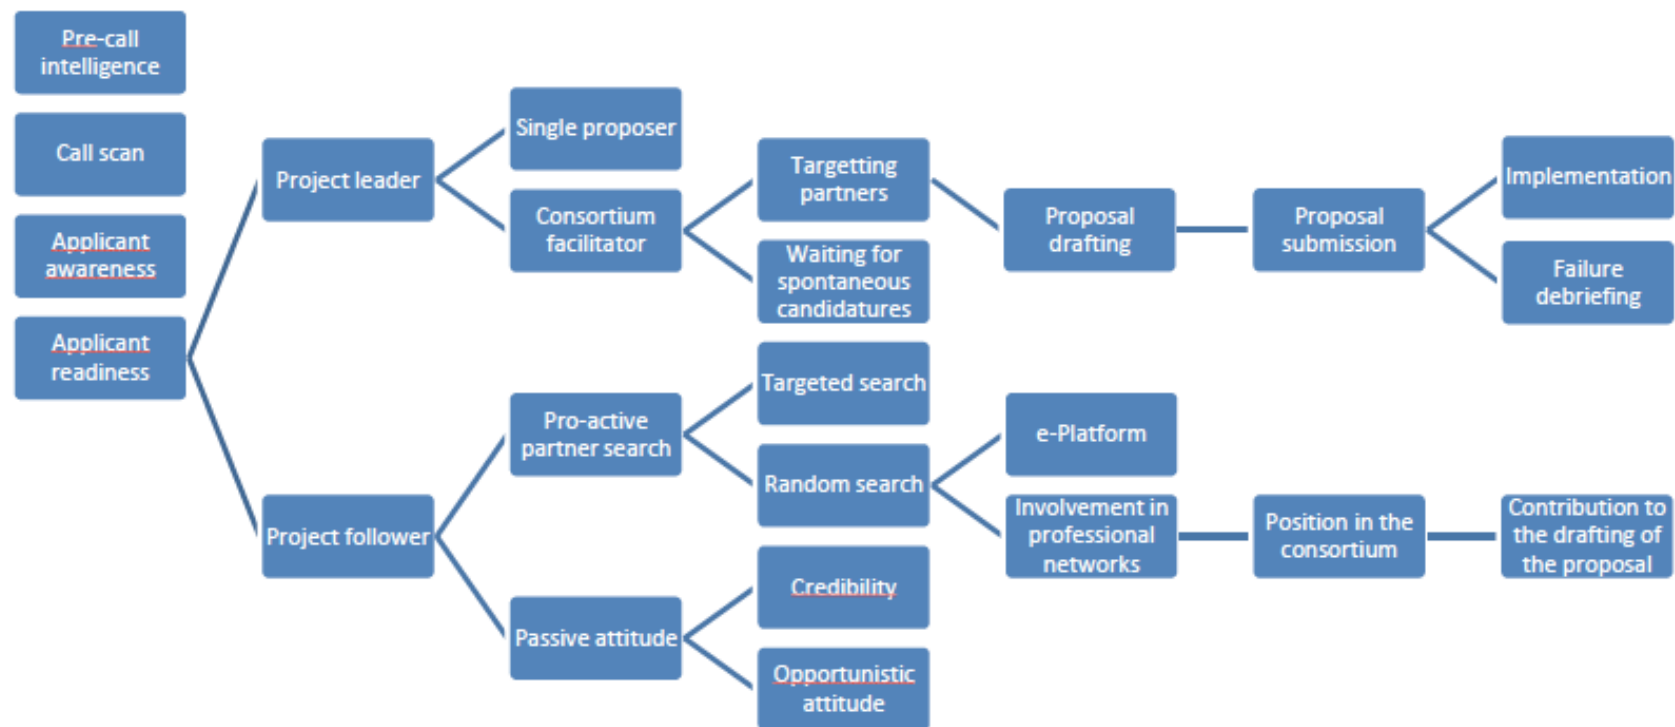 Pre-call
intelligence
Call scan
Applicant
awareness
Applicant
readiness
Project leader
Project follower
Single proposer
Consortium
facilitator
Pro-active
partner search
Passive attitude
Targetting
partners
Waiting for
spontaneous
candidatures
Targeted search
Random search
Credibility
Opportunistic
attitude
Proposal
drafting
e-Platform
Involvement in
professional
networks
Proposal
submission
Position in the
consortium
Implementation
Failure
debriefing
Contribution to
the drafting of
the proposal